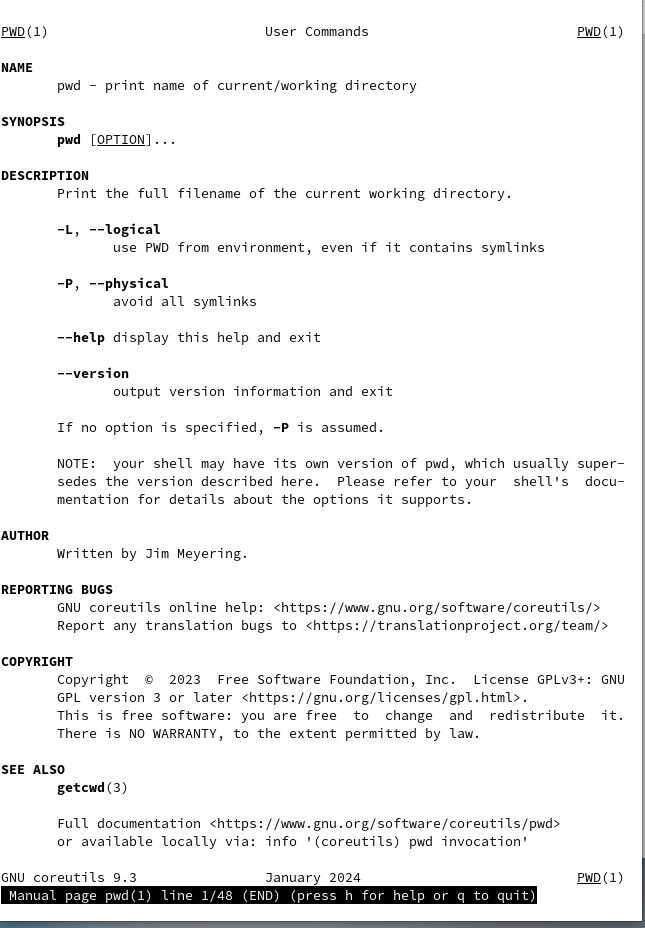 PWD(1)                           User Commands                          PWD(1)
NAME
pwd - print name of current/working directory
SYNOPSIS
pwd [OPTION]...
DESCRIPTION
Print the full filename of the current working directory.
-L, --logical
use PWD from environment, even if it contains symlinks
-P, --physical
avoid all symlinks
--help display this help and exit
--version
output version information and exit
If no option is specified, -P is assumed.
NOTE:  your shell may have its own version of pwd, which usually super-
sedes the version described here.  Please refer to your  shell's  docu-
mentation for details about the options it supports.
AUTHOR
Written by Jim Meyering.
REPORTING BUGS
GNU coreutils online help: <https://www.gnu.org/software/coreutils/>
Report any translation bugs to <https://translationproject.org/team/>
COPYRIGHT
Copyright  ©  2023  Free Software Foundation, Inc.  License GPLv3+: GNU
GPL version 3 or later <https://gnu.org/licenses/gpl.html>.
This is free software: you are free  to  change  and  redistribute  it.
There is NO WARRANTY, to the extent permitted by law.
SEE ALSO
getcwd(3)
Full documentation <https://www.gnu.org/software/coreutils/pwd>
or available locally via: info '(coreutils) pwd invocation'
GNU coreutils 9.3                January 2024                           PWD(1)
Manual page pwd(1) line 1/48 (END) (press h for help or q to quit)